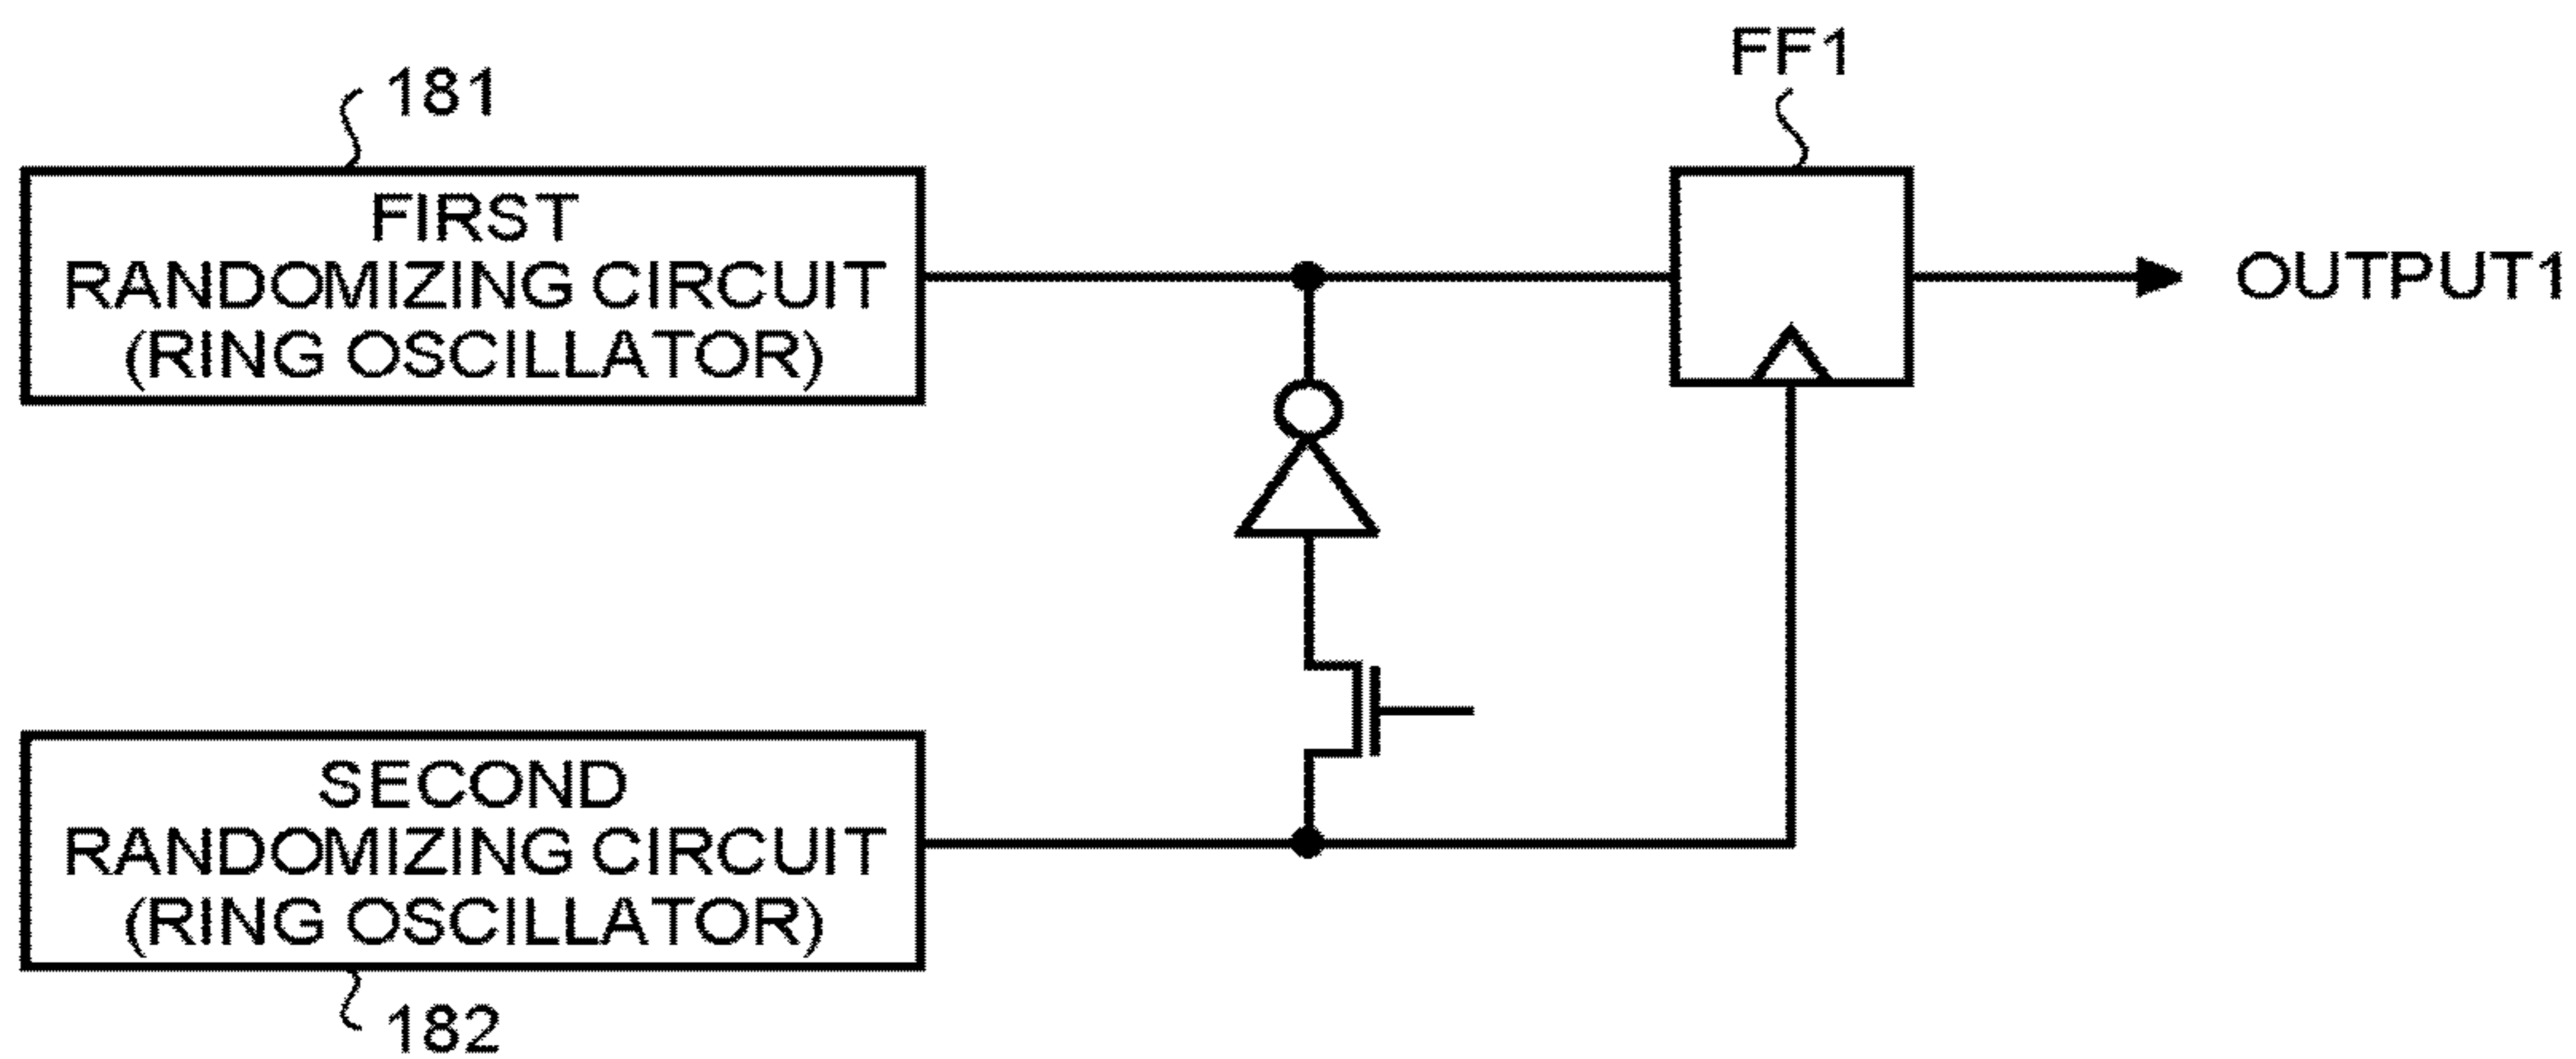 FF1
181
FIRST
RANDOMIZING CIRCUIT
(RING OSCILLATOR)
OUTPUT1
SECOND
RANDOMIZING CIRCUIT
(RING OSCILLATOR)
182